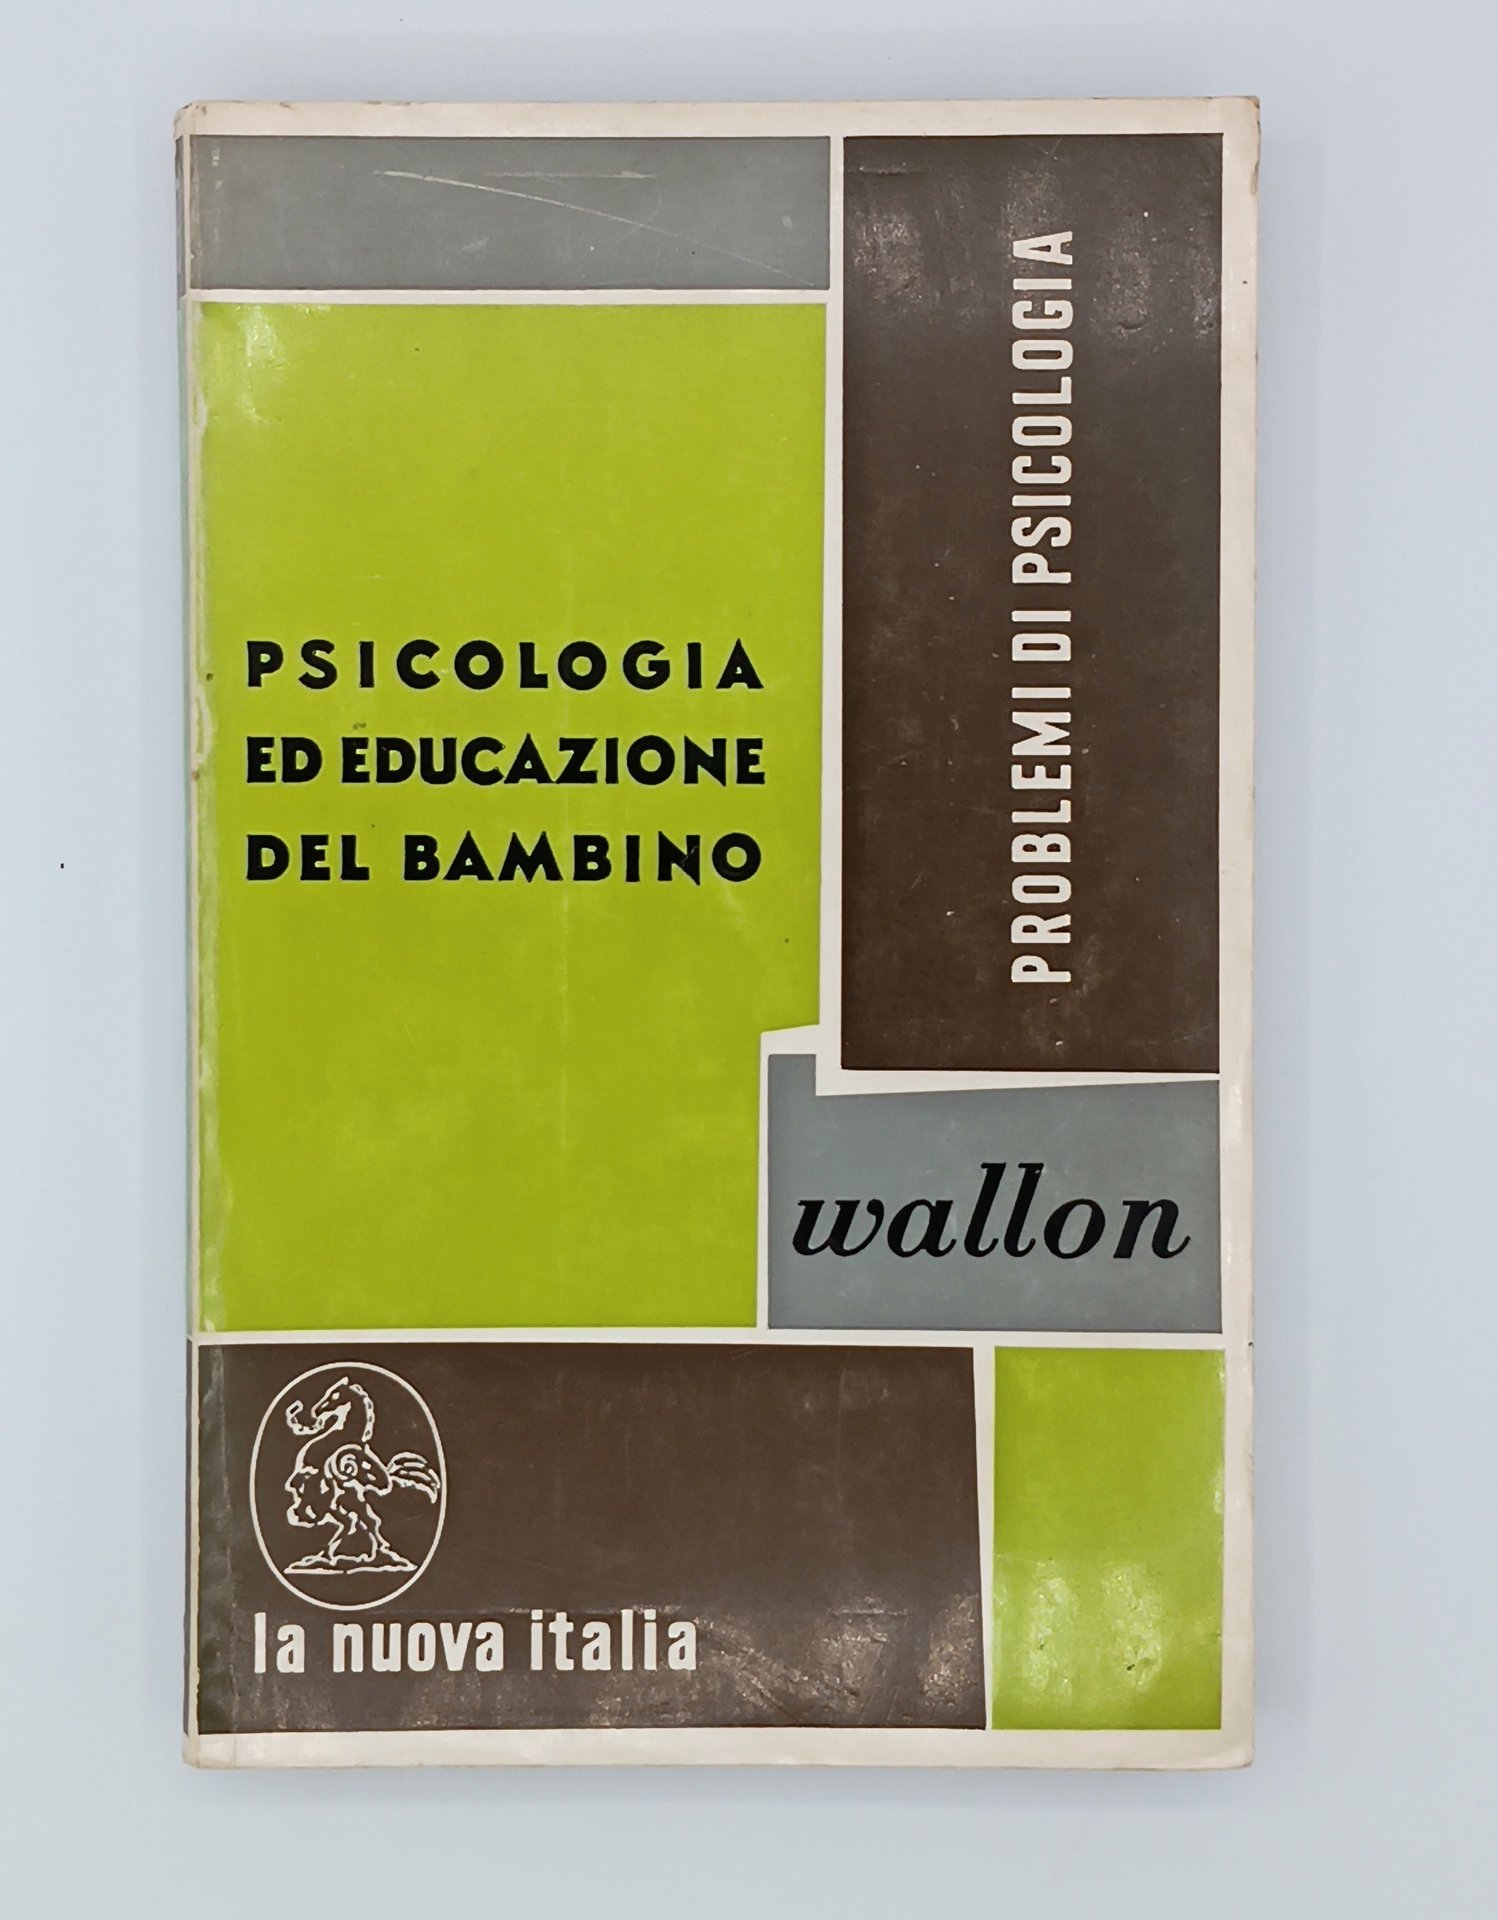 PSICOLOGIA
ED EDUCAZIONE
DEL BAMBINO
PROBLEMI DI PSICOLOGIA
wallon
la nuova italia